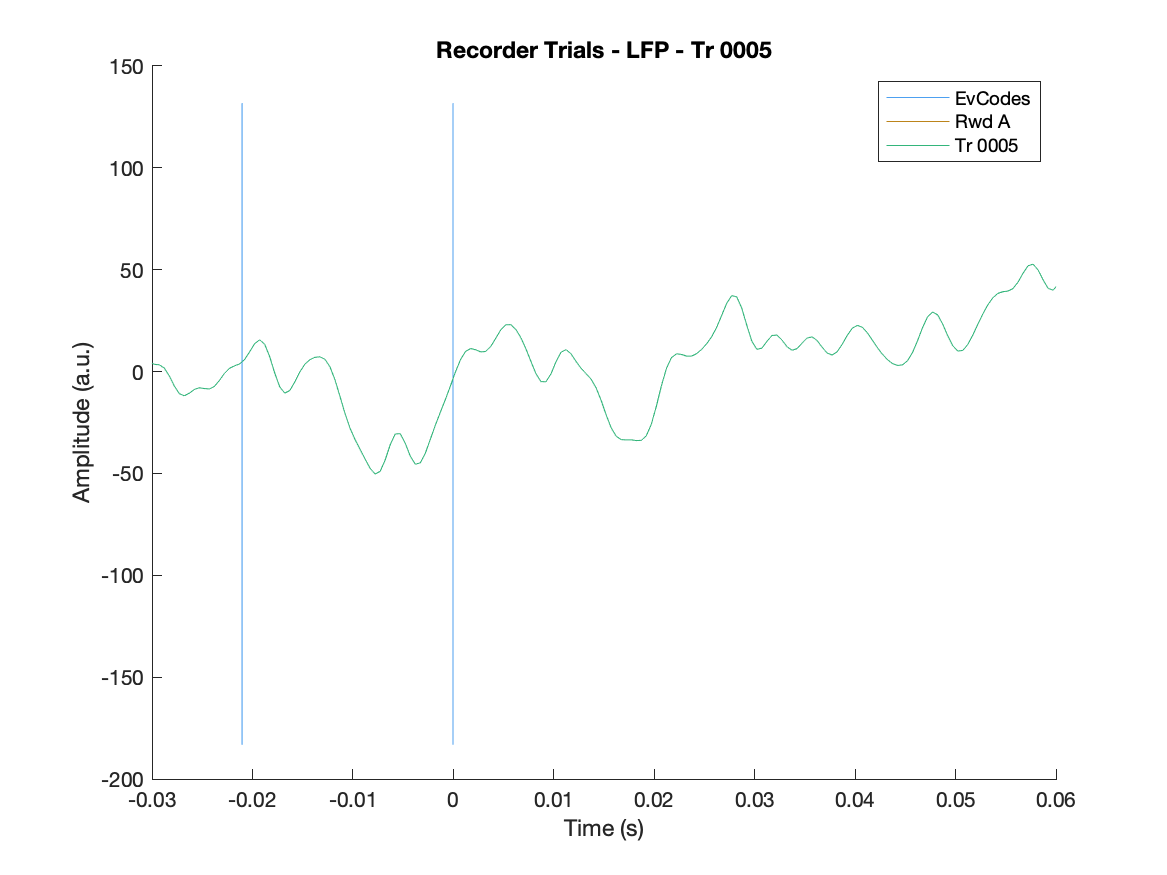 Recorder Trials - LFP - Tr 0005
150
100
50
0
-50
-100
-150
-200
Amplitude (a.u.)
EvCodes
Rwd A
Tr 0005
-0.03 -0.02 -0.01 0 0.01 0.02 0.03 0.04 0.05 0.06
Time (s)